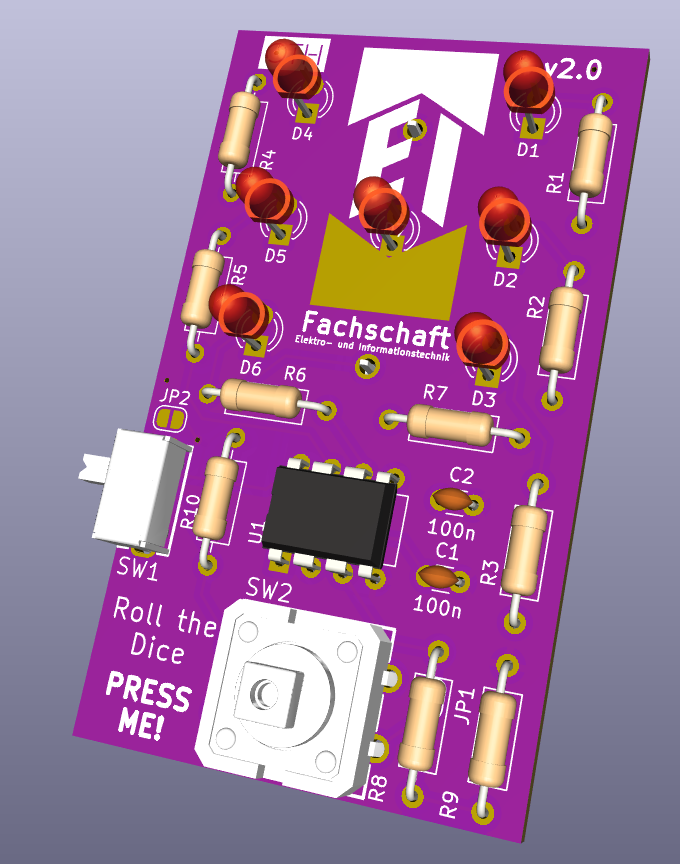 v2.0
D4
D1
R4
R1
D5
D2
R5
R2
Fachschaft
Elektro- und Informationstechnik
D6
D3
R6
R7
JP2
C2
100n
R10
U1
C1
R3
100n
SW1
SW2
Roll the
Dice
PRESS
ME!
JP1
R8
R9